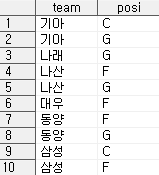 team posi
1 기아 C
2 기아 G
3 나래 G
4 나산 F
5 나산 G
6 대우 F
7 동양 F
8 동양 G
9 삼성 C
10 삼성 F